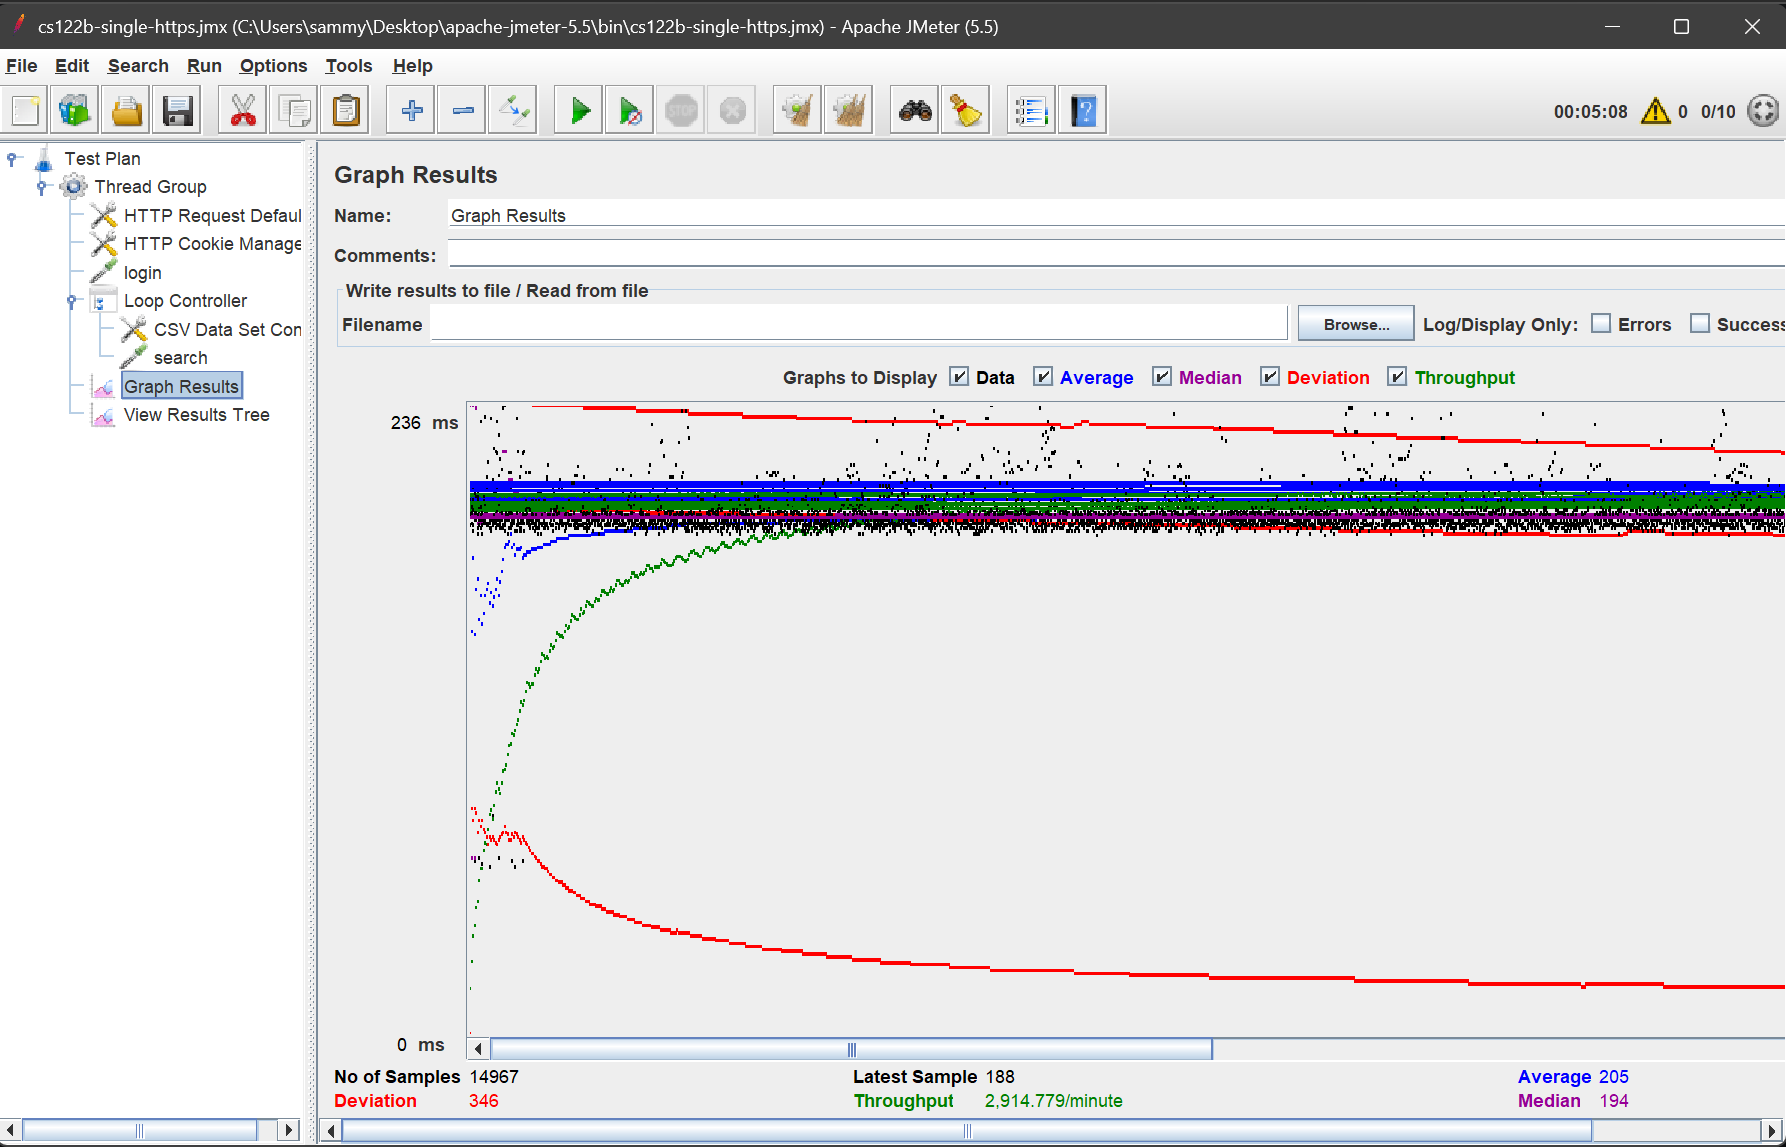 cs122b-single-https.jmx (C:\Users\sammy\Desktop\apache-jmeter-5.5\bin\cs122b-single-https.jmx) - Apache JMeter (5.5)
File Edit Search Run Options Tools Help
STOP
00:05:08 0 0/10
Test Plan
Thread Group
HTTP Request Defaul
HTTP Cookie Manage
login
Loop Controller
CSV Data Set Con
search
Graph Results
View Results Tree
Graph Results
Name: Graph Results
Comments:
Write results to file / Read from file
Filename Browse... Log/Display Only: Errors Success
Graphs to Display Data Average Median Deviation Throughput
236 ms
0 ms
No of Samples 14967 Latest Sample 188 Average 205
Deviation 346 Throughput 2,914.779/minute Median 194